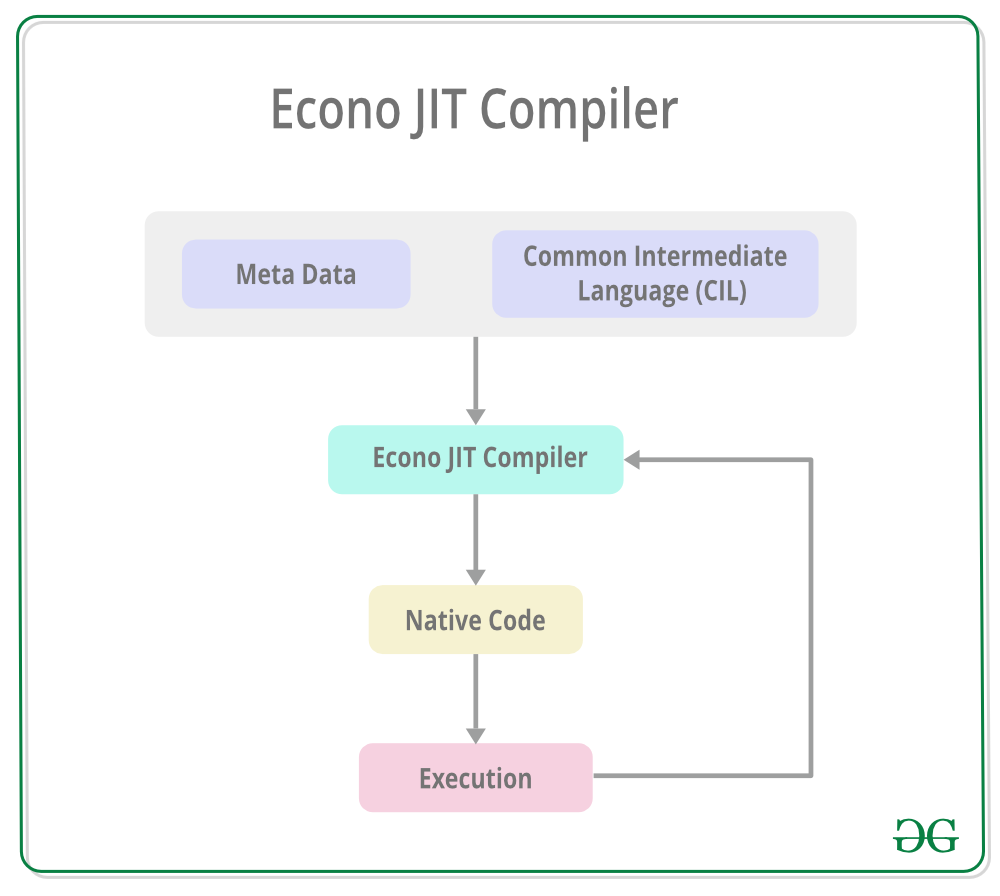 Econo JIT Compiler
Meta Data
Common Intermediate
Language (CIL)
Econo JIT Compiler
Native Code
Execution